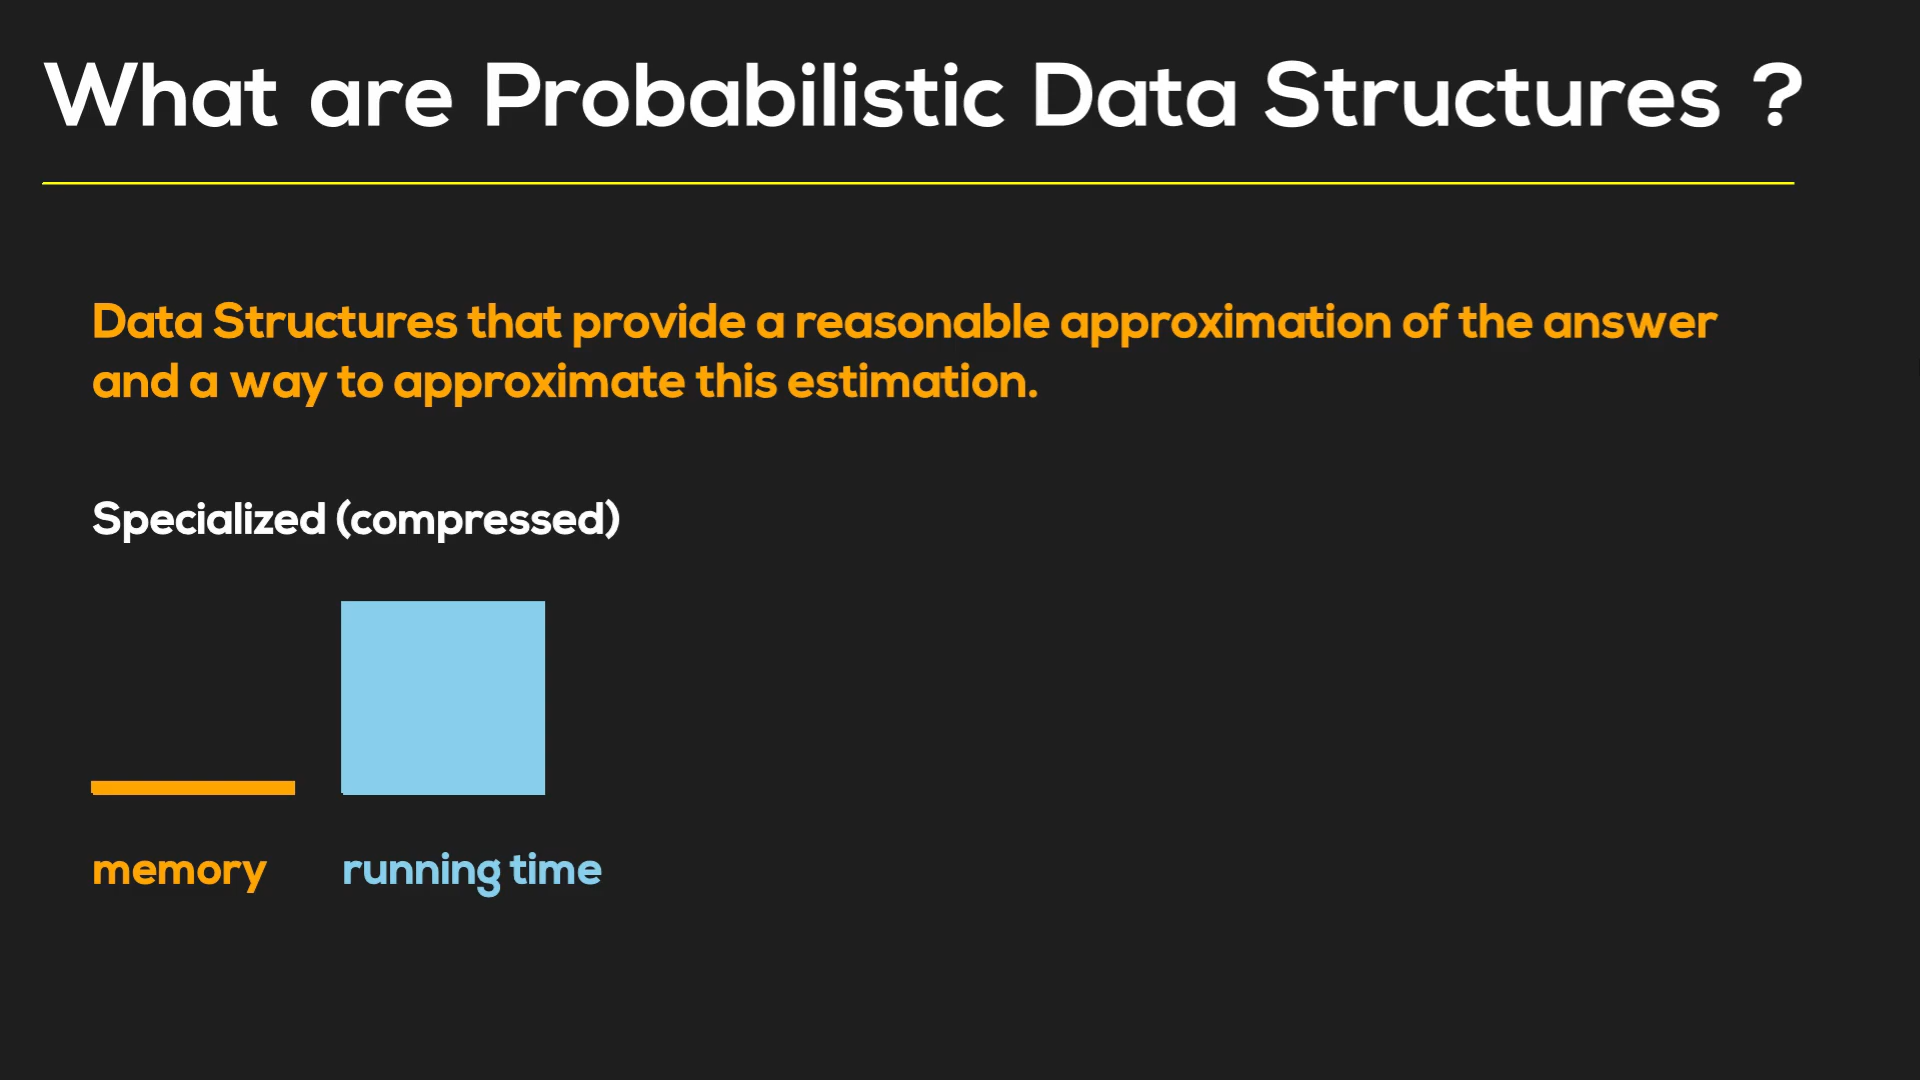 What are Probabilistic Data Structures ?
Data Structures that provide a reasonable approximation of the answer
and a way to approximate this estimation.
Specialized (compressed)
memory
running time